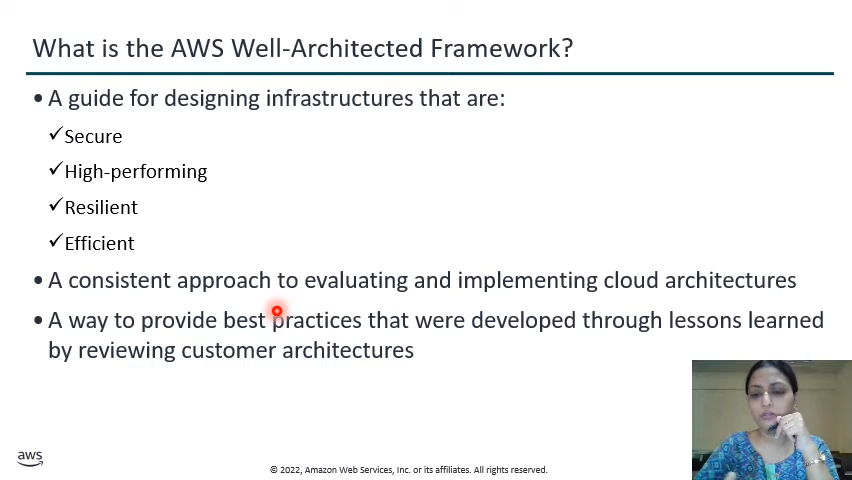 What is the AWS Well-Architected Framework?
• A guide for designing infrastructures that are:
✓Secure
✓High-performing
✓Resilient
✓Efficient
• A consistent approach to evaluating and implementing cloud architectures
• A way to provide best practices that were developed through lessons learned
by reviewing customer architectures
aws
© 2022, Amazon Web Services, Inc. or its affiliates. All rights reserved.